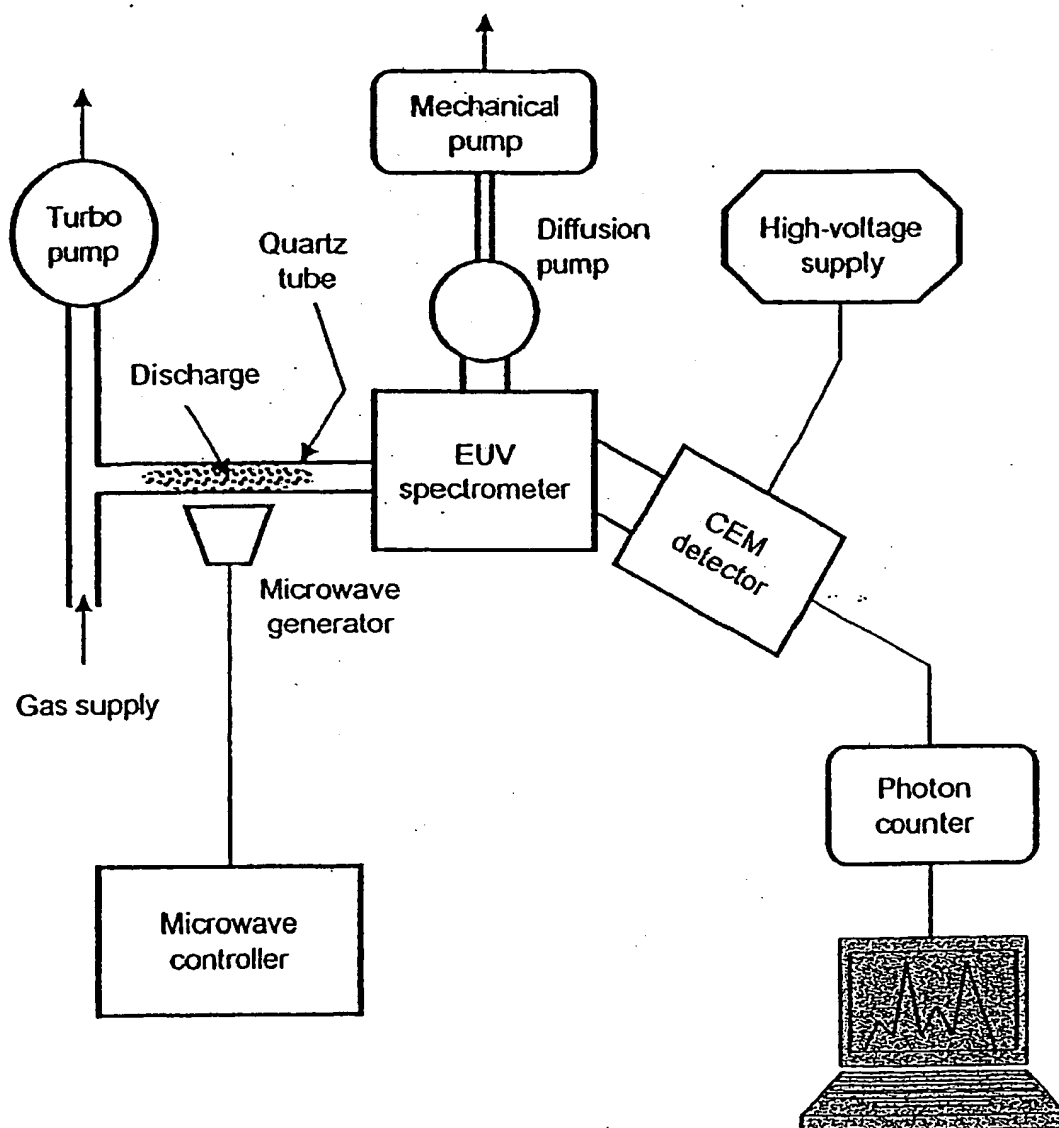 Mechanical
pump
Turbo
pump
Quartz
tube
Diffusion
pump
High-voltage
supply
Discharge
EUV
spectrometer
CEM
detector
Microwave
generator
Gas supply
Photon
counter
Microwave
controller